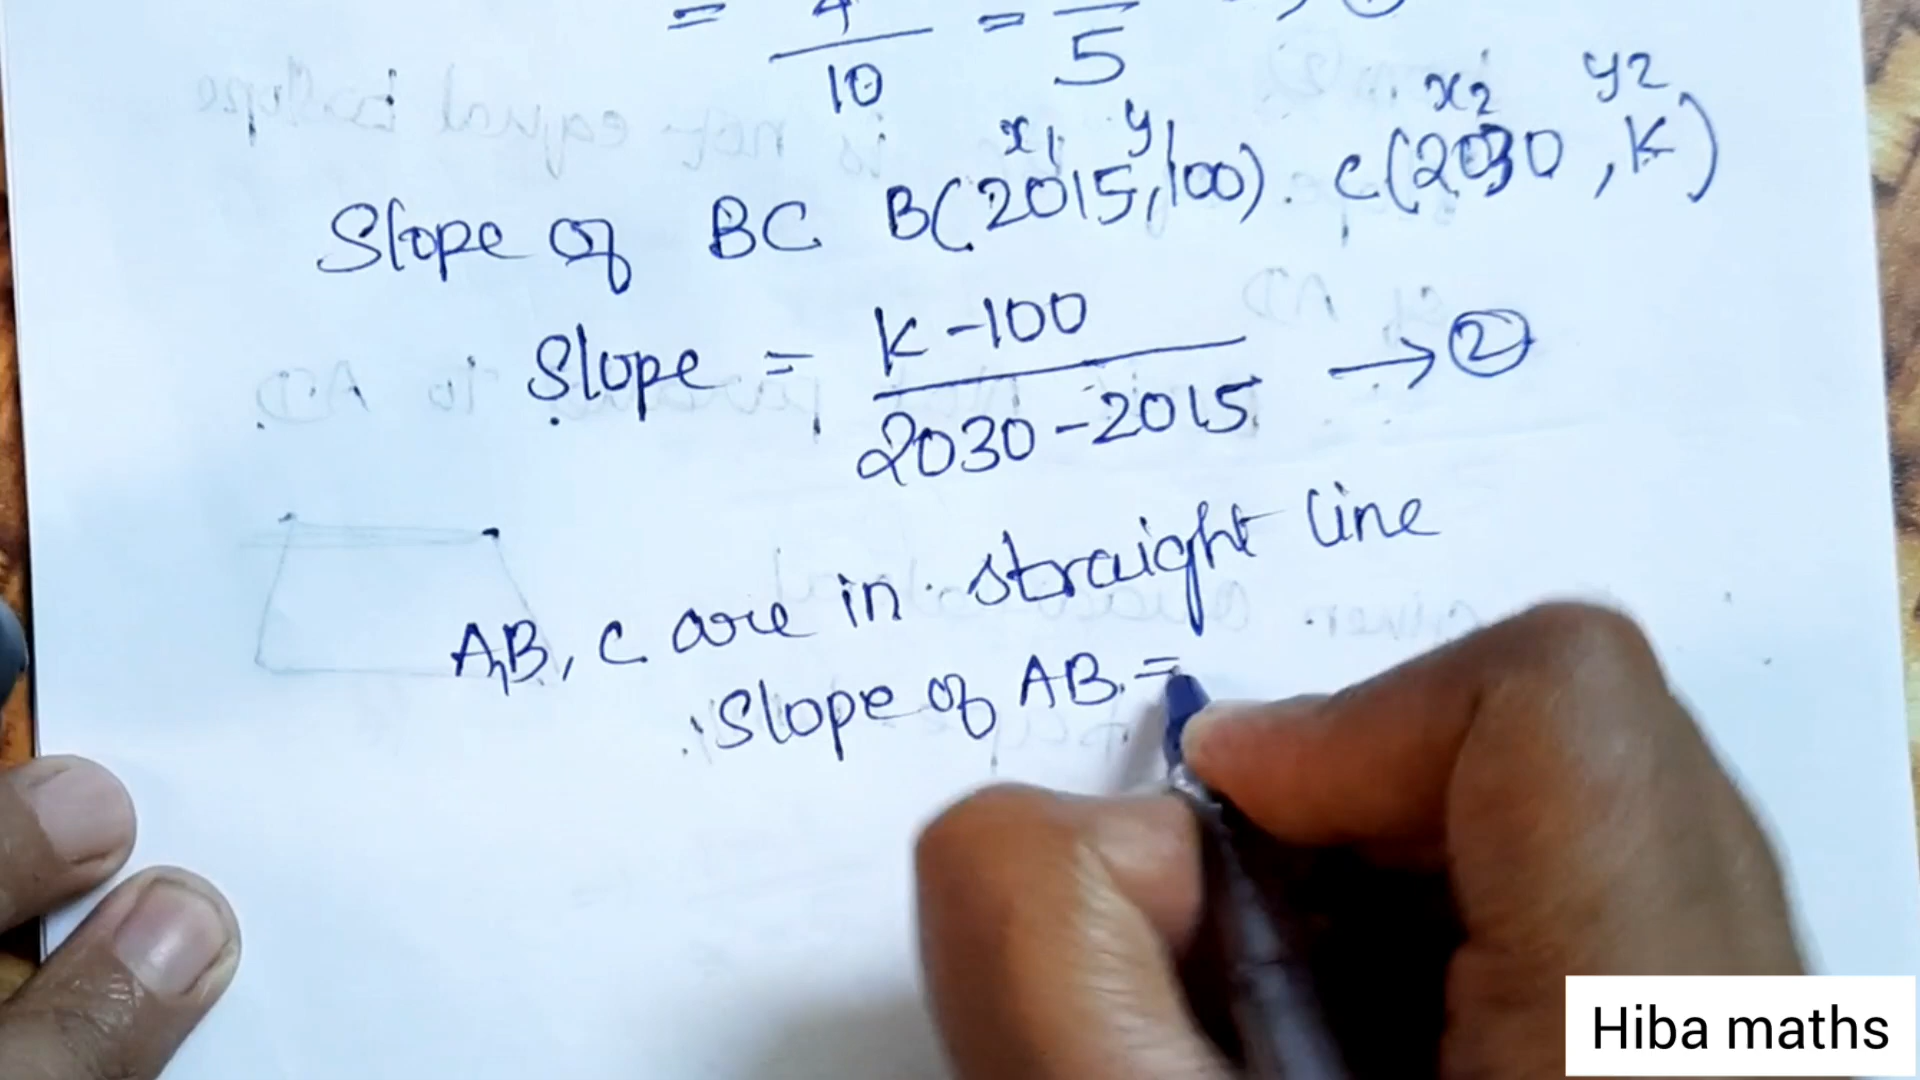 = 4/10 = /5
x1 y1 x2 y2
Slope of BC B(2015,100). C(2030, K)
Slope = K-100/2030-2015 → ②
A,B, C are in straight line
Slope of AB =
Hiba maths